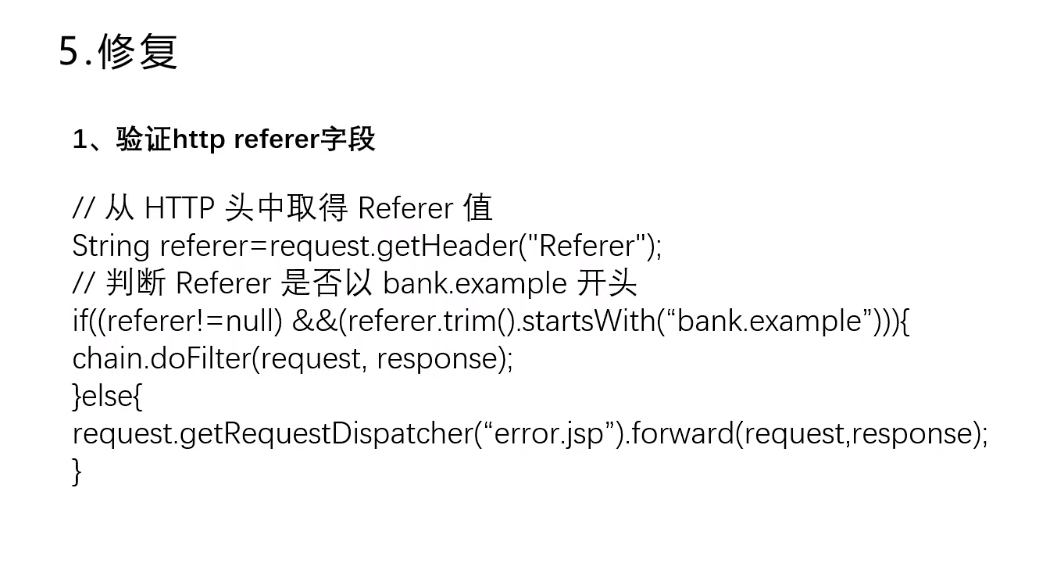 5.修复
1、验证http referer字段
// 从 HTTP 头中取得 Referer 值
String referer=request.getHeader("Referer");
// 判断 Referer 是否以 bank.example 开头
if((referer!=null) &&(referer.trim().startsWith(“bank.example”))){
chain.doFilter(request, response);
}else{
request.getRequestDispatcher(“error.jsp”).forward(request,response);
}